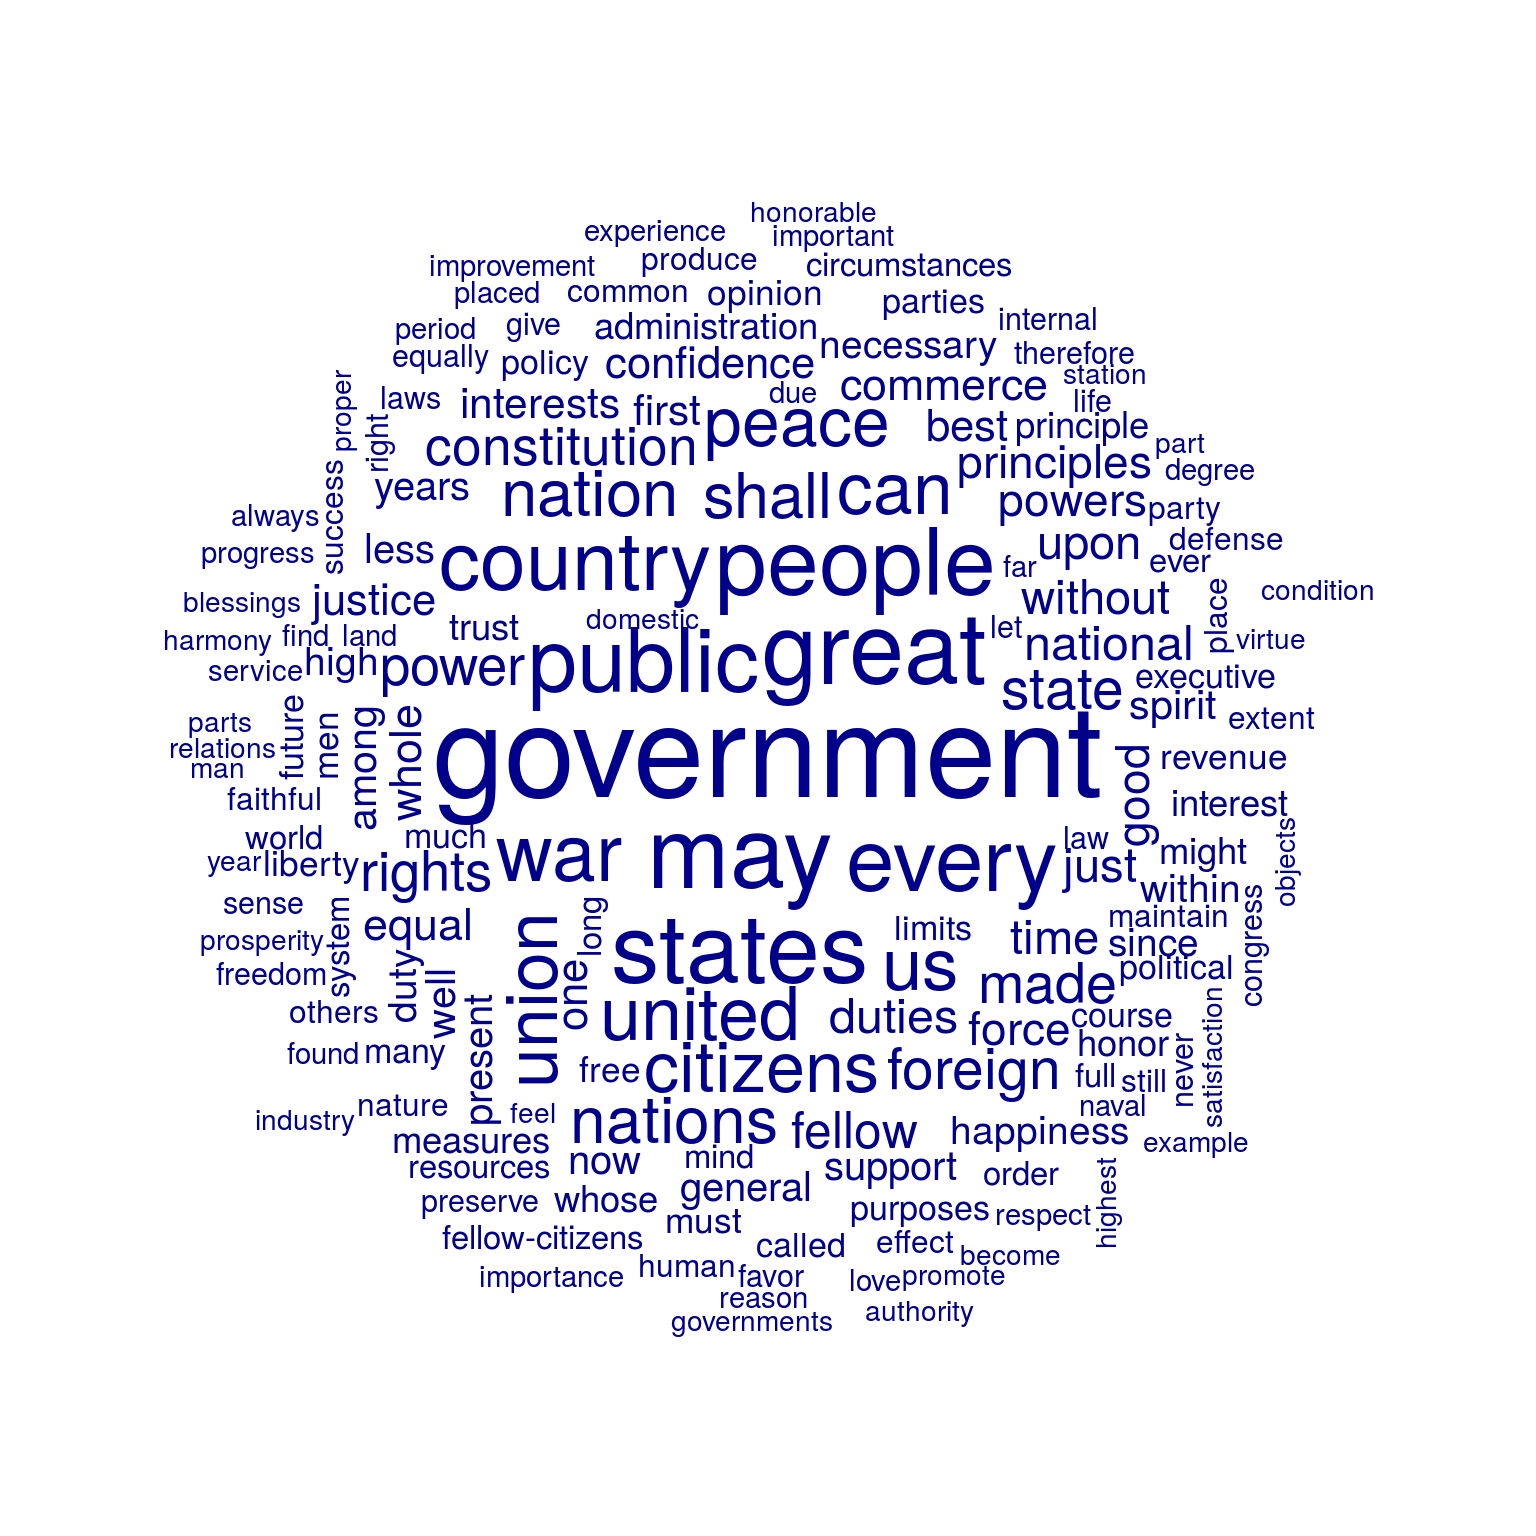 honorable
experience
important
improvement
produce
circumstances
placed
common
opinion
parties
period
give
administration
internal
equally
policy
confidence
necessary
therefore
station
proper
laws
interests
first
due
commerce
life
right
constitution
peace
best
principle
part
success
years
nation
shall
can
principles
degree
always
powers
party
progress
less
country
people
far
upon
defense
ever
blessings
justice
without
place
condition
harmony
find
land
trust
domestic
let
national
virtue
service
high
power
public
great
state
executive
spirit
extent
parts
relations
man
future
men
among
whole
government
good
revenue
faithful
interest
world
much
war
may
every
law
just
might
objects
year
liberty
rights
within
sense
system
equal
union
long
states
limits
time
maintain
since
congress
prosperity
freedom
duty
well
one
us
made
political
others
present
united
duties
force
course
satisfaction
found
many
free
citizens
foreign
honor
never
full
still
naval
industry
nature
feel
nations
fellow
happiness
example
measures
resources
now
mind
support
order
highest
preserve
whose
general
purposes
respect
must
fellow-citizens
called
effect
become
importance
human
favor
love
promote
reason
authority
governments